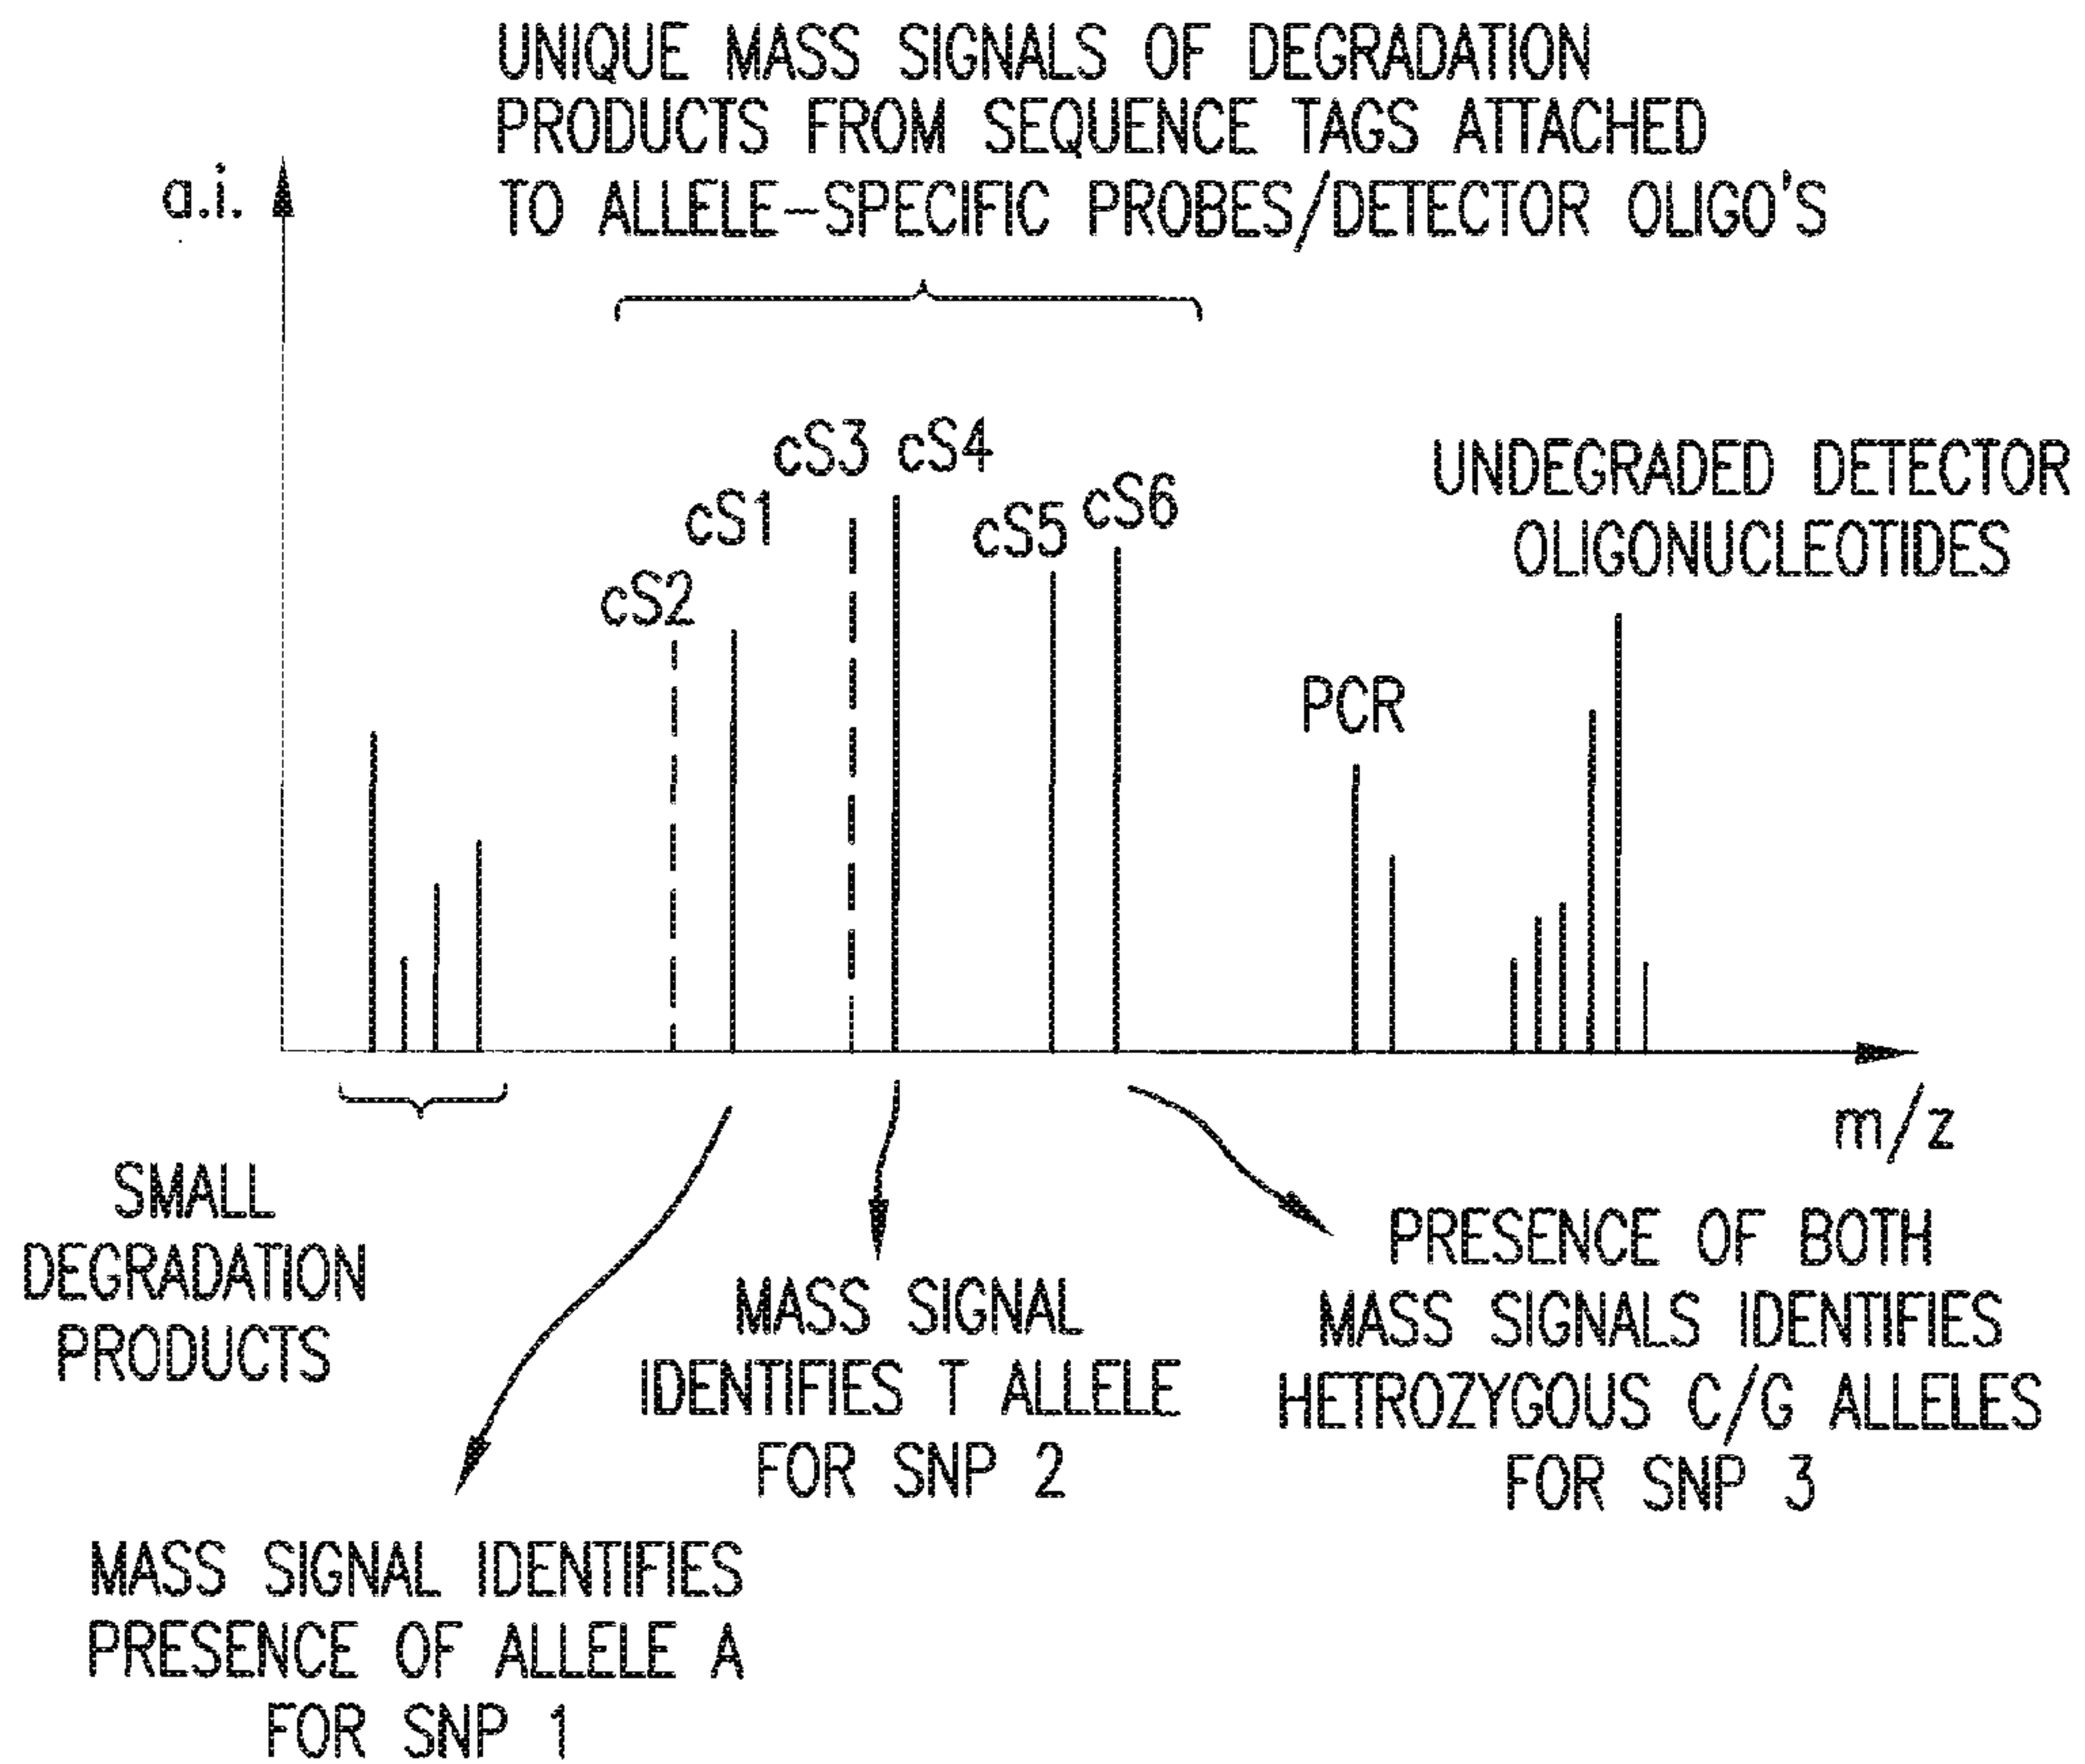 UNIQUE MASS SIGNALS OF DEGRADATION
PRODUCTS FROM SEQUENCE TAGS ATTACHED
TO ALLELE-SPECIFIC PROBES/DETECTOR OLIGO'S
a.i.
cS3 cS4
cS1
cS5 cS6
cS2
UNDEGRADED DETECTOR
OLIGONUCLEOTIDES
PCR
m/z
SMALL
DEGRADATION
PRODUCTS
MASS SIGNAL
IDENTIFIES T ALLELE
FOR SNP 2
PRESENCE OF BOTH
MASS SIGNALS IDENTIFIES
HETROZYGOUS C/G ALLELES
FOR SNP 3
MASS SIGNAL IDENTIFIES
PRESENCE OF ALLELE A
FOR SNP 1